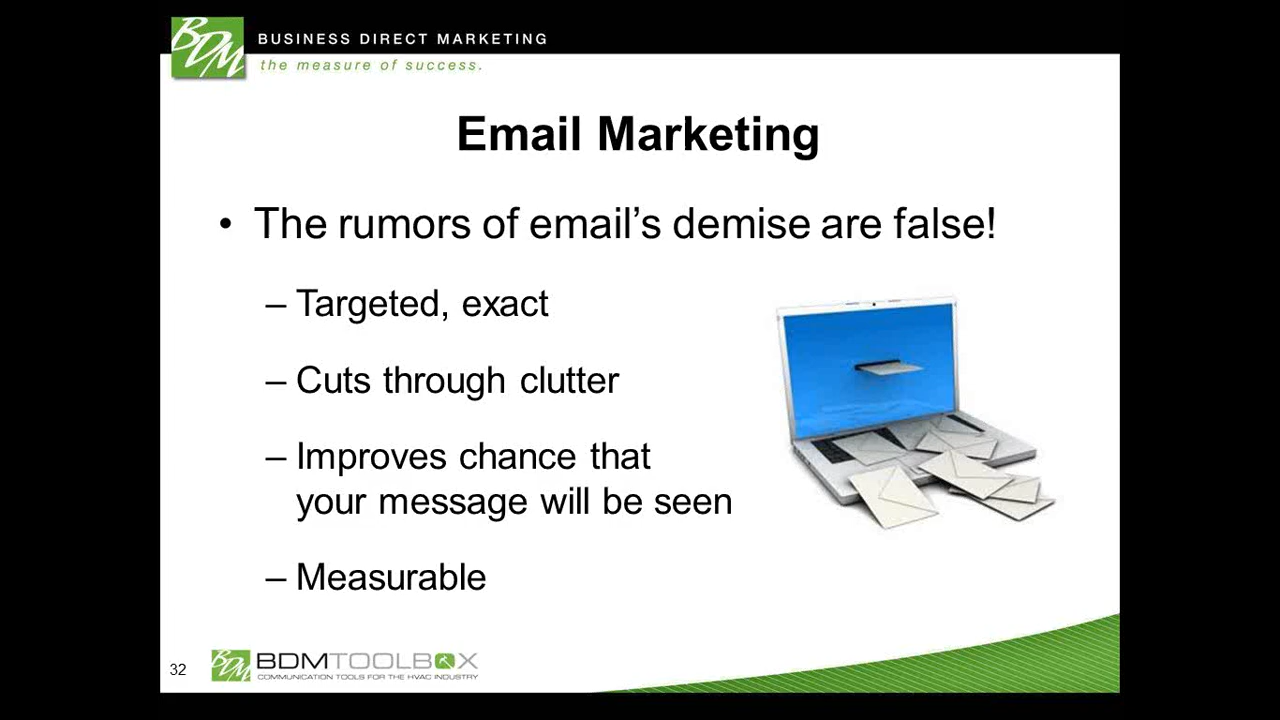 BDM
BUSINESS DIRECT MARKETING
the measure of success.
Email Marketing
• The rumors of email’s demise are false!
– Targeted, exact
– Cuts through clutter
– Improves chance that
your message will be seen
– Measurable
32
BDM
BDMTOOLBOX
COMMUNICATION TOOLS FOR THE HVAC INDUSTRY